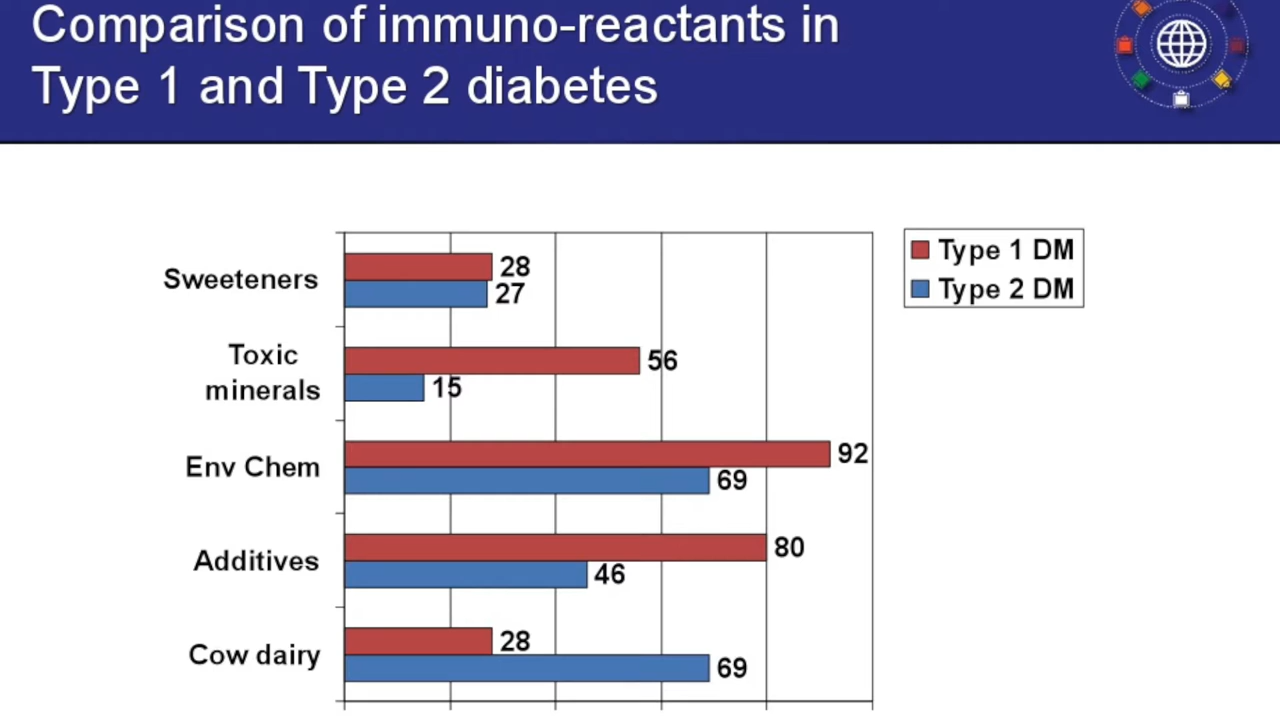 Comparison of immuno-reactants in
Type 1 and Type 2 diabetes
Type 1 DM
Type 2 DM
Sweeteners
28
27
Toxic
minerals
56
15
Env Chem
92
69
Additives
80
46
Cow dairy
28
69